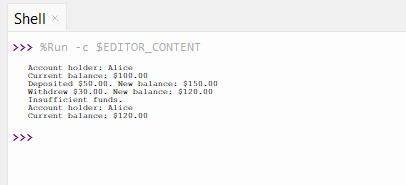 Shell ×
>>> %Run -c $EDITOR_CONTENT
Account holder: Alice
Current balance: $100.00
Deposited $50.00. New balance: $150.00
Withdrew $30.00. New balance: $120.00
Insufficient funds.
Account holder: Alice
Current balance: $120.00
>>>